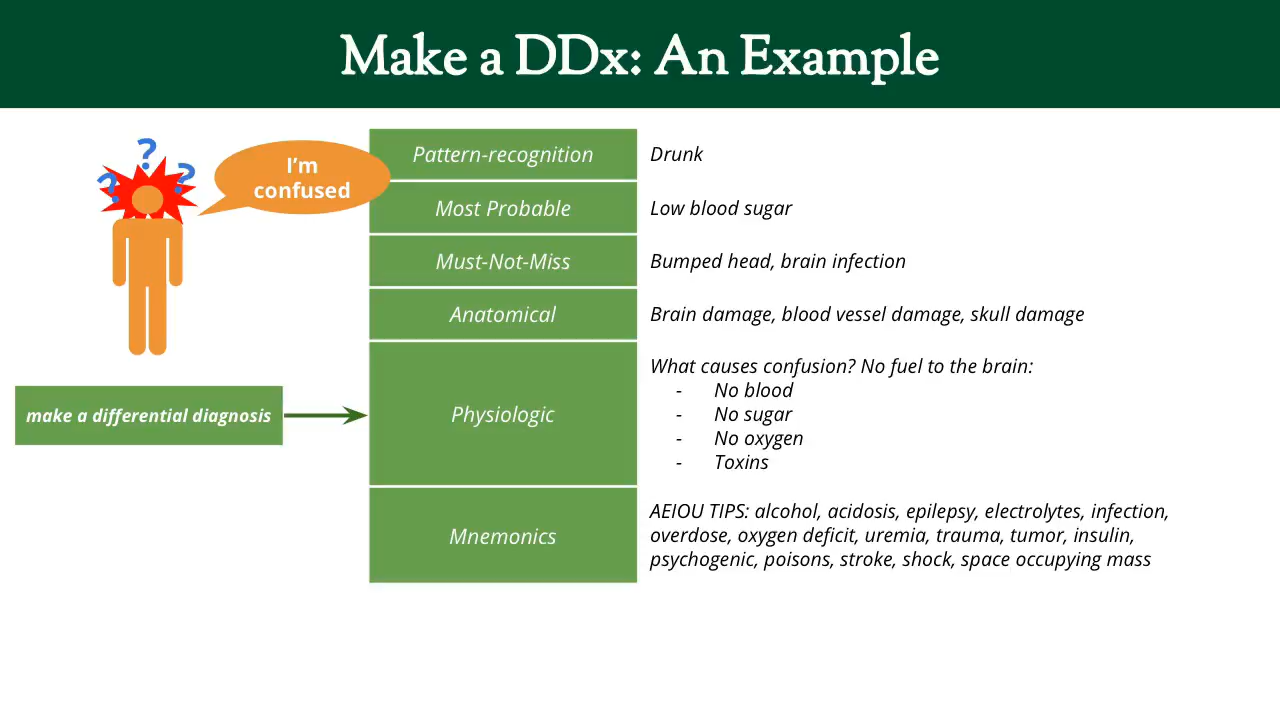 Make a DDx: An Example
?
?
?
I'm
confused
Pattern-recognition
Drunk
Most Probable
Low blood sugar
Must-Not-Miss
Bumped head, brain infection
Anatomical
Brain damage, blood vessel damage, skull damage
make a differential diagnosis
Physiologic
What causes confusion? No fuel to the brain:
- No blood
- No sugar
- No oxygen
- Toxins
Mnemonics
AEIOU TIPS: alcohol, acidosis, epilepsy, electrolytes, infection,
overdose, oxygen deficit, uremia, trauma, tumor, insulin,
psychogenic, poisons, stroke, shock, space occupying mass